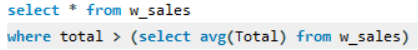 select * from w_sales
where total > (select avg(Total) from w_sales)